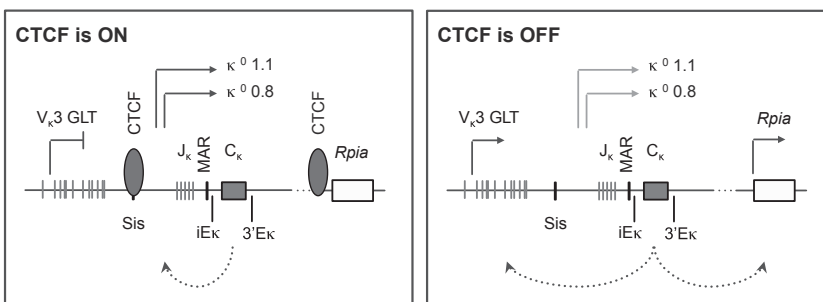 CTCF is ON
κ⁰ 1.1
κ⁰ 0.8
Vκ3 GLT
CTCF
CTCF
Jκ
MAR
Cκ
Rpia
Sis
iEκ
3'Eκ
CTCF is OFF
κ⁰ 1.1
κ⁰ 0.8
Vκ3 GLT
Rpia
Jκ
MAR
Cκ
Sis
iEκ
3'Eκ